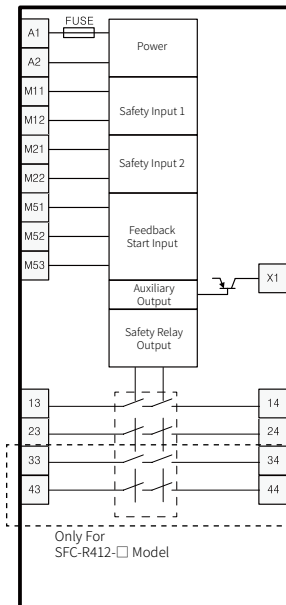 FUSE
A1
Power
A2
M11
Safety Input 1
M12
M21
Safety Input 2
M22
M51
Feedback
Start Input
M52
M53
X1
Auxiliary
Output
Safety Relay
Output
13
14
23
24
33
34
43
44
Only For
SFC-R412-□ Model